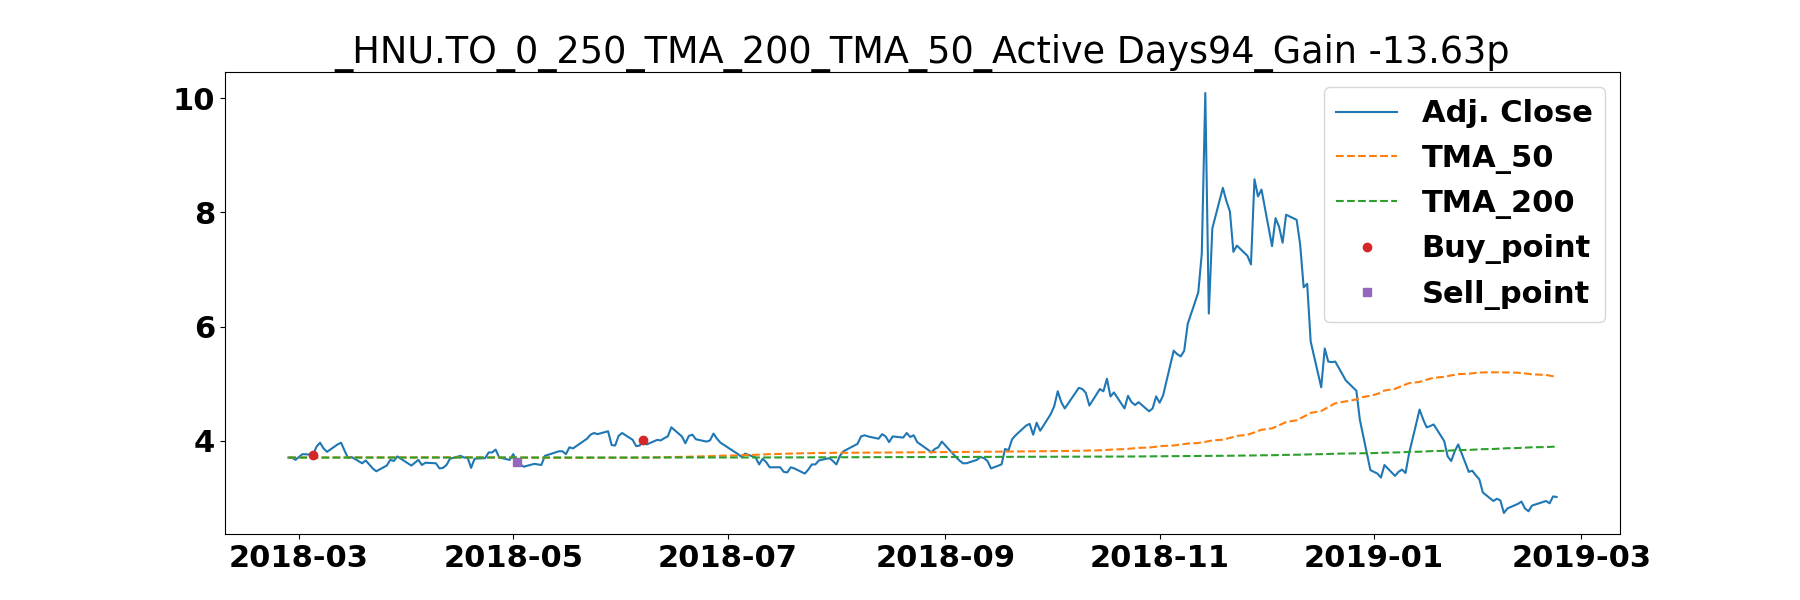 _HNU.TO_0_250_TMA_200_TMA_50_Active Days94_Gain -13.63p
10
8
6
4
Adj. Close
TMA_50
TMA_200
Buy_point
Sell_point
2018-03 2018-05 2018-07 2018-09 2018-11 2019-01 2019-03